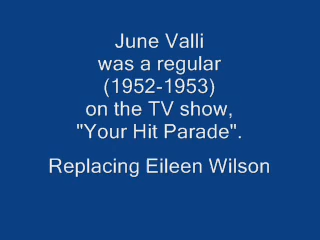 June Valli
was a regular
(1952-1953)
on the TV show,
"Your Hit Parade".
Replacing Eileen Wilson